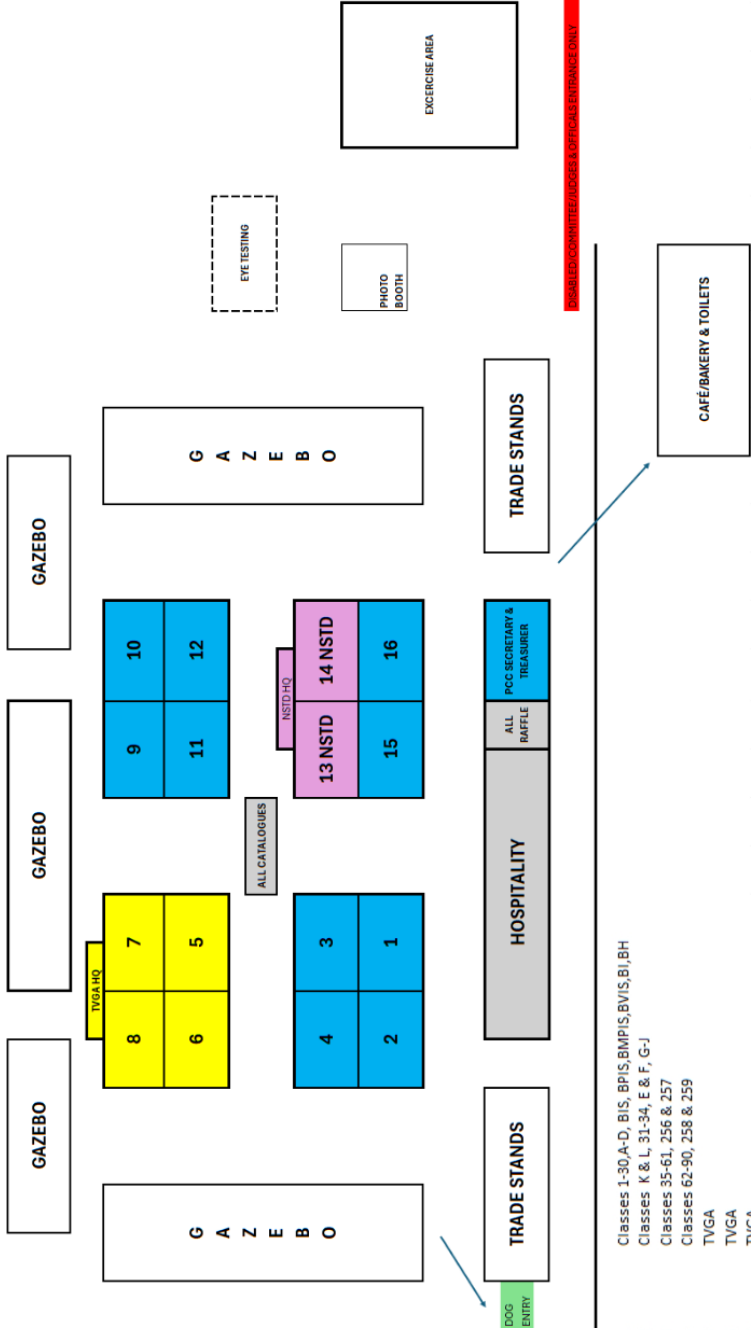 GAZEBO
GAZEBO
GAZEBO
TVGA HQ
8
7
9
10
6
5
11
12
G
A
Z
E
B
O
G
A
Z
E
B
O
EYE TESTING
ALL CATALOGUES
NSTD HQ
4
3
13 NSTD
14 NSTD
2
1
15
16
PHOTO
BOOTH
EXCERCISE AREA
DOG
ENTRY
TRADE STANDS
HOSPITALITY
ALL
RAFFLE
PCC SECRETARY &
TREASURER
TRADE STANDS
DISABLED/COMMITTEE/JUDGES & OFFICALS ENTRANCE ONLY
CAFÉ/BAKERY & TOILETS
Classes 1-30,A-D, BIS, BPIS,BMPIS,BVIS,BI,BH
Classes K & L, 31-34, E & F, G-J
Classes 35-61, 256 & 257
Classes 62-90, 258 & 259
TVGA
TVGA